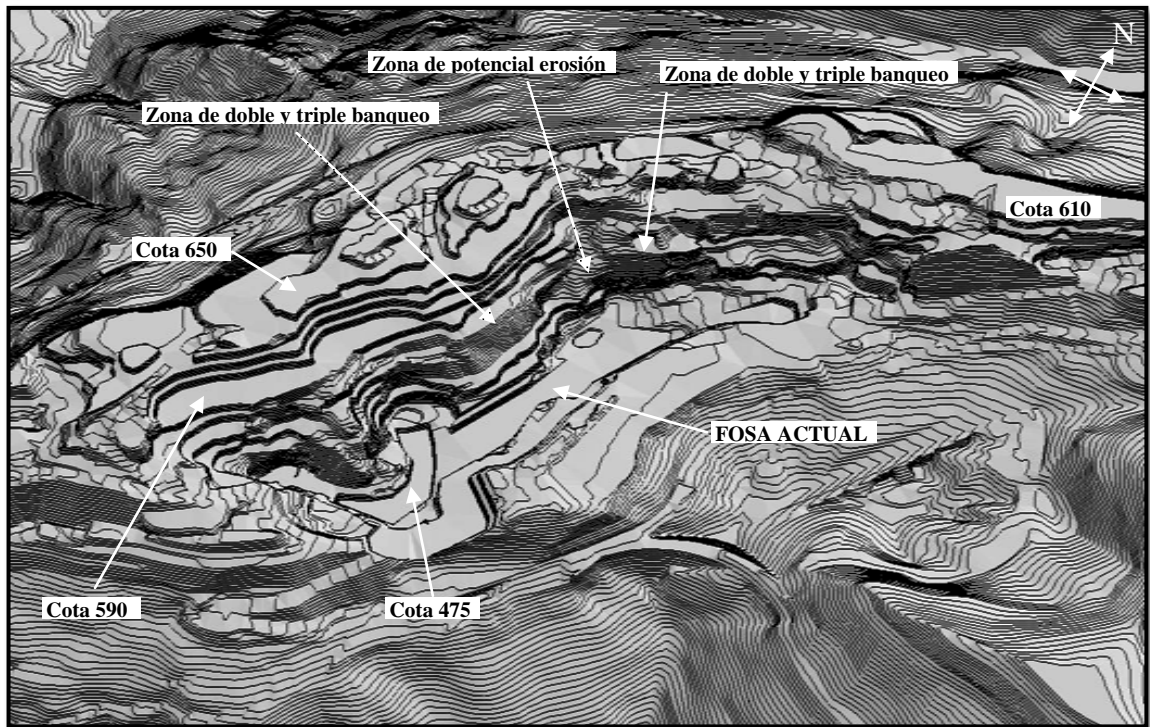 N
Zona de potencial erosión
Zona de doble y triple banqueo
Zona de doble y triple banqueo
Cota 610
Cota 650
FOSA ACTUAL
Cota 590
Cota 475